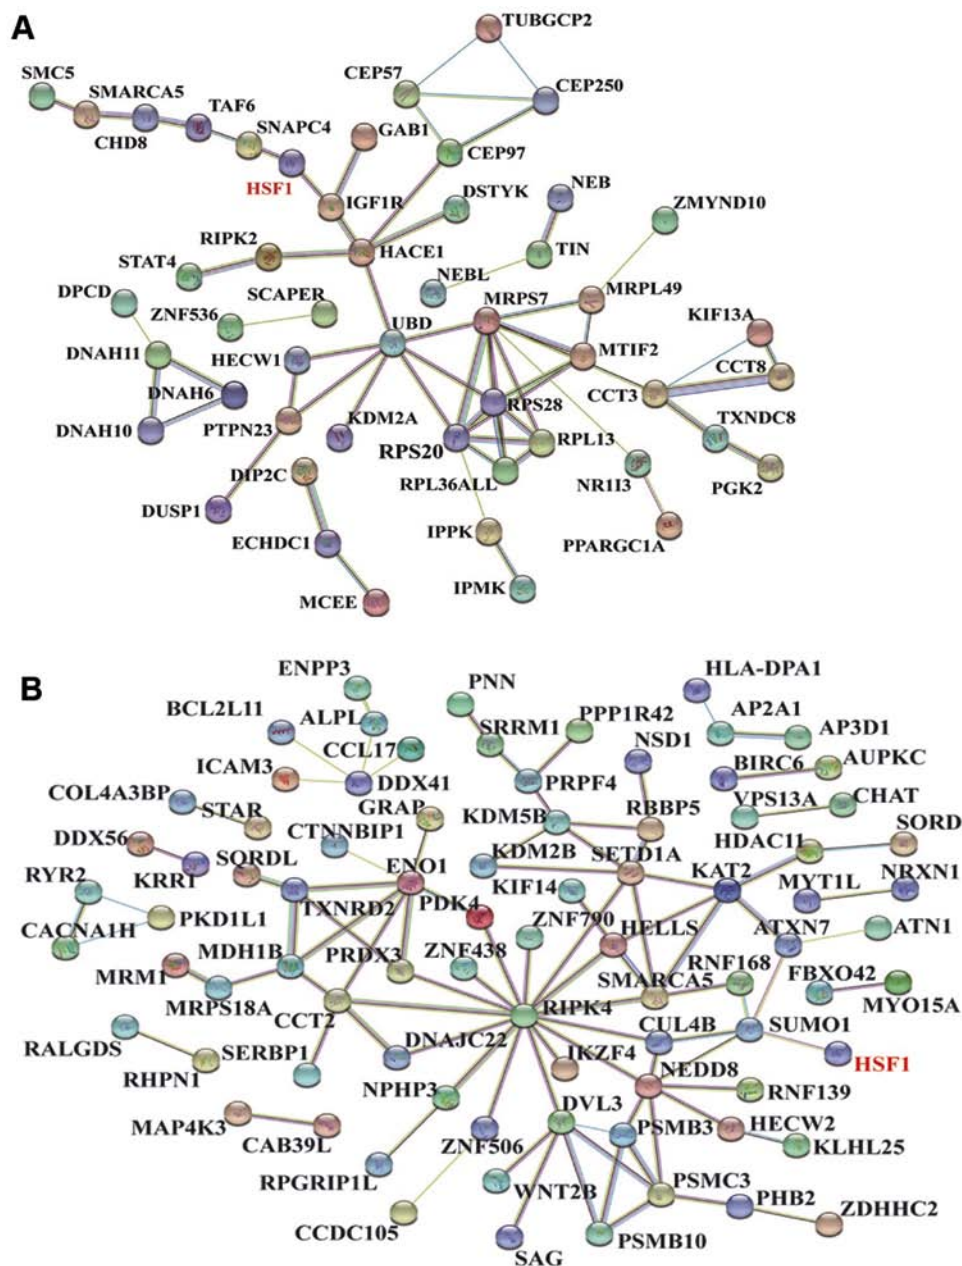 A
TUBGCP2
SMC5
CEP57
CEP250
SMARCA5
TAF6
SNAPC4
GAB1
CHD8
CEP97
HSF1
IGF1R
DSTYK
NEB
ZMYND10
RIPK2
HACE1
STAT4
TIN
DPCD
SCAPER
NEBL
MRPS7
MRPL49
ZNF536
UBD
KIF13A
DNAH11
HECW1
MTIF2
CCT8
DNAH6
CCT3
KDM2A
RPS28
TXNDC8
DNAH10
PTPN23
RPS20
RPL13
DIP2C
RPL36ALL
NR1I3
PGK2
DUSP1
ECHDC1
IPPK
PPARGC1A
MCEE
IPMK
B
ENPP3
PNN
HLA-DPA1
BCL2L11
ALPL
SRRM1
PPP1R42
AP2A1
AP3D1
CCL17
NSD1
ICAM3
DDX41
PRPF4
BIRC6
AUPKC
COL4A3BP
STAR
GRAP
KDM5B
RBBP5
VPS13A
CHAT
DDX56
CTNNBIP1
KDM2B
SETD1A
HDAC11
SORD
SQRDL
ENO1
KAT2
RYR2
KRR1
TXNRD2
PDK4
KIF14
MYT1L
NRXN1
PKD1L1
ZNF790
HELLS
ATXN7
ATN1
CACNA1H
MDH1B
PRDX3
ZNF438
SMARCA5
RNF168
FBXO42
MRM1
MRPS18A
MYO15A
CCT2
RIPK4
CUL4B
SUMO1
RALGDS
SERBP1
DNAJC22
IKZF4
HSF1
RHPN1
NPHP3
NEDD8
RNF139
DVL3
PSMB3
HECW2
MAP4K3
CAB39L
ZNF506
KLHL25
RPGRIP1L
WNT2B
PSMC3
PHB2
ZDHHC2
CCDC105
SAG
PSMB10